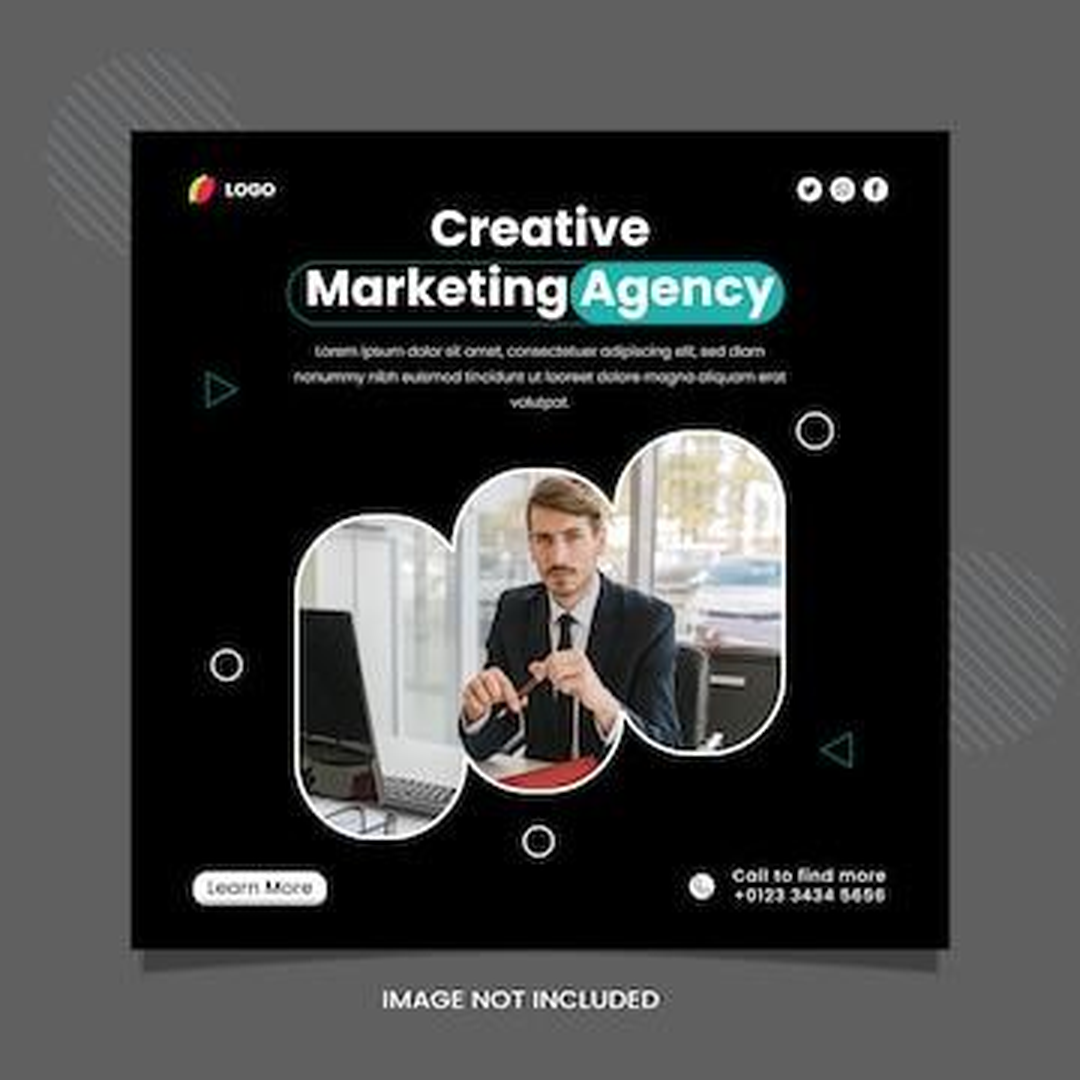 LOGO
Creative
Marketing Agency
Lorem ipsum dolor sit amet, consectetuer adipiscing elit, sed diam
nonummy nibh euismod tincidunt ut laoreet dolore magna aliquam erat
volutpat.
Learn More
Call to find more
+0123 3434 5656
IMAGE NOT INCLUDED